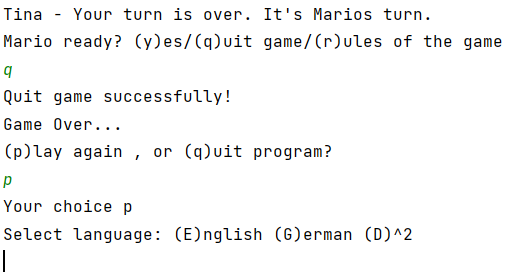 Tina - Your turn is over. It's Marios turn.
Mario ready? (y)es/(q)uit game/(r)ules of the game
q
Quit game successfully!
Game Over...
(p)lay again , or (q)uit program?
p
Your choice p
Select language: (E)nglish (G)erman (D)^2